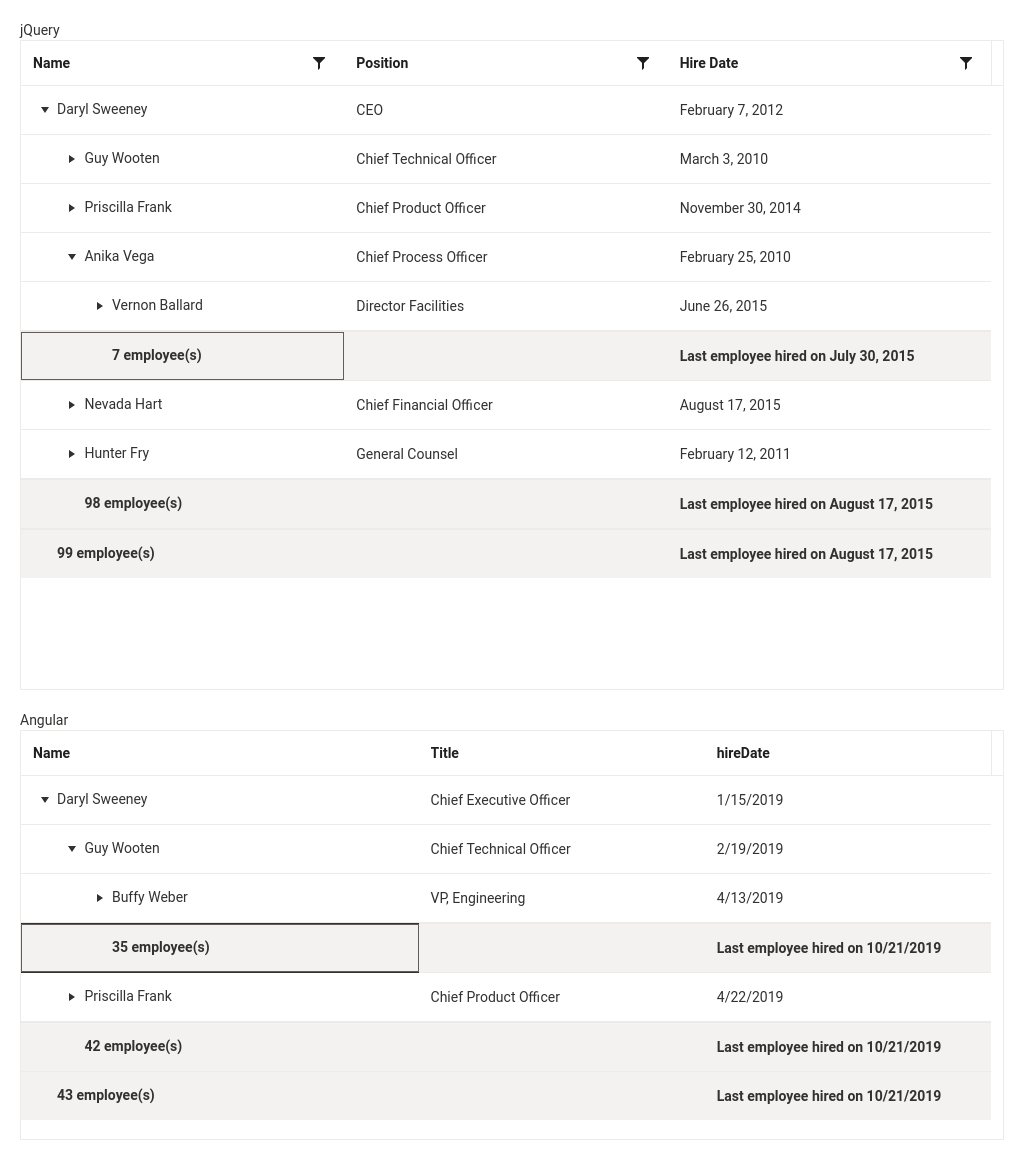 jQuery
Name Position Hire Date
Daryl Sweeney CEO February 7, 2012
Guy Wooten Chief Technical Officer March 3, 2010
Priscilla Frank Chief Product Officer November 30, 2014
Anika Vega Chief Process Officer February 25, 2010
Vernon Ballard Director Facilities June 26, 2015
7 employee(s) Last employee hired on July 30, 2015
Nevada Hart Chief Financial Officer August 17, 2015
Hunter Fry General Counsel February 12, 2011
98 employee(s) Last employee hired on August 17, 2015
99 employee(s) Last employee hired on August 17, 2015
Angular
Name Title hireDate
Daryl Sweeney Chief Executive Officer 1/15/2019
Guy Wooten Chief Technical Officer 2/19/2019
Buffy Weber VP, Engineering 4/13/2019
35 employee(s) Last employee hired on 10/21/2019
Priscilla Frank Chief Product Officer 4/22/2019
42 employee(s) Last employee hired on 10/21/2019
43 employee(s) Last employee hired on 10/21/2019